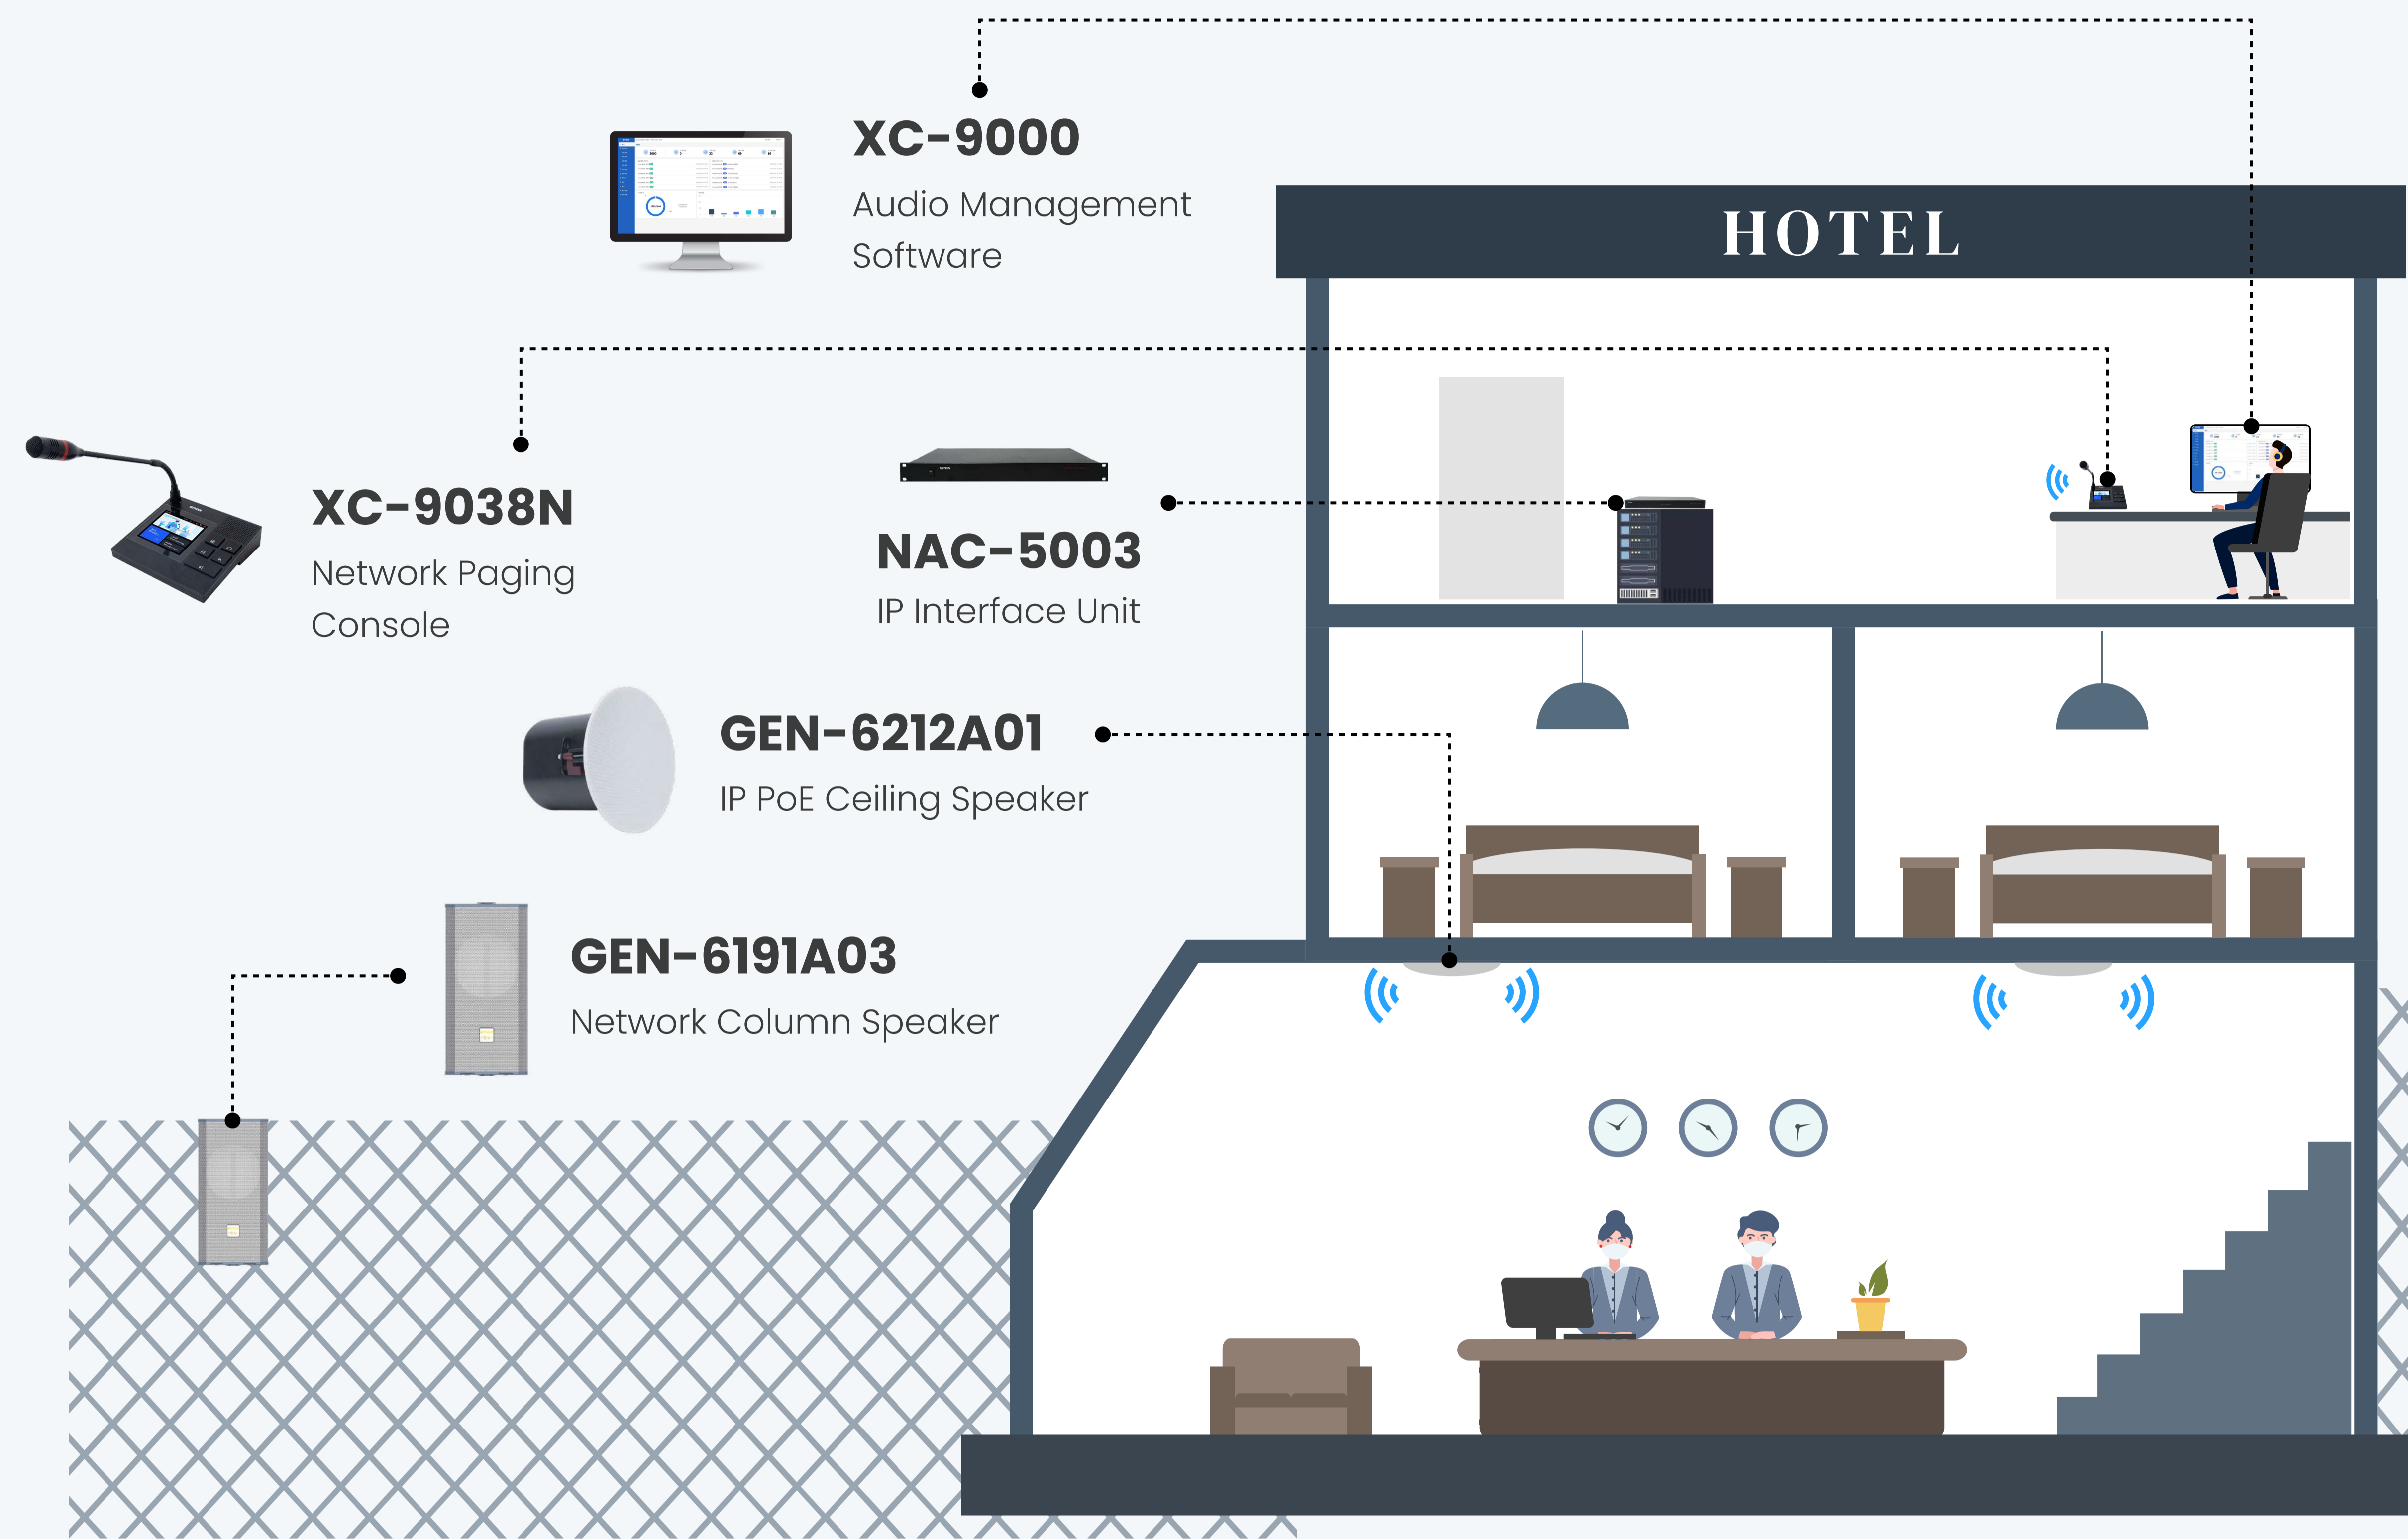 XC-9000
Audio Management
Software
HOTEL
XC-9038N
Network Paging
Console
NAC-5003
IP Interface Unit
GEN-6212A01
IP PoE Ceiling Speaker
GEN-6191A03
Network Column Speaker